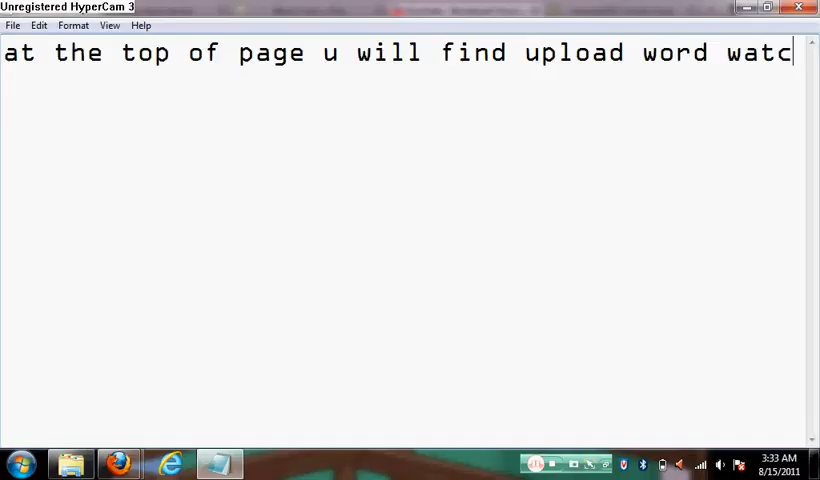 Unregistered HyperCam 3
File Edit Format View Help
at the top of page u will find upload word watc
3:33 AM
8/15/2011